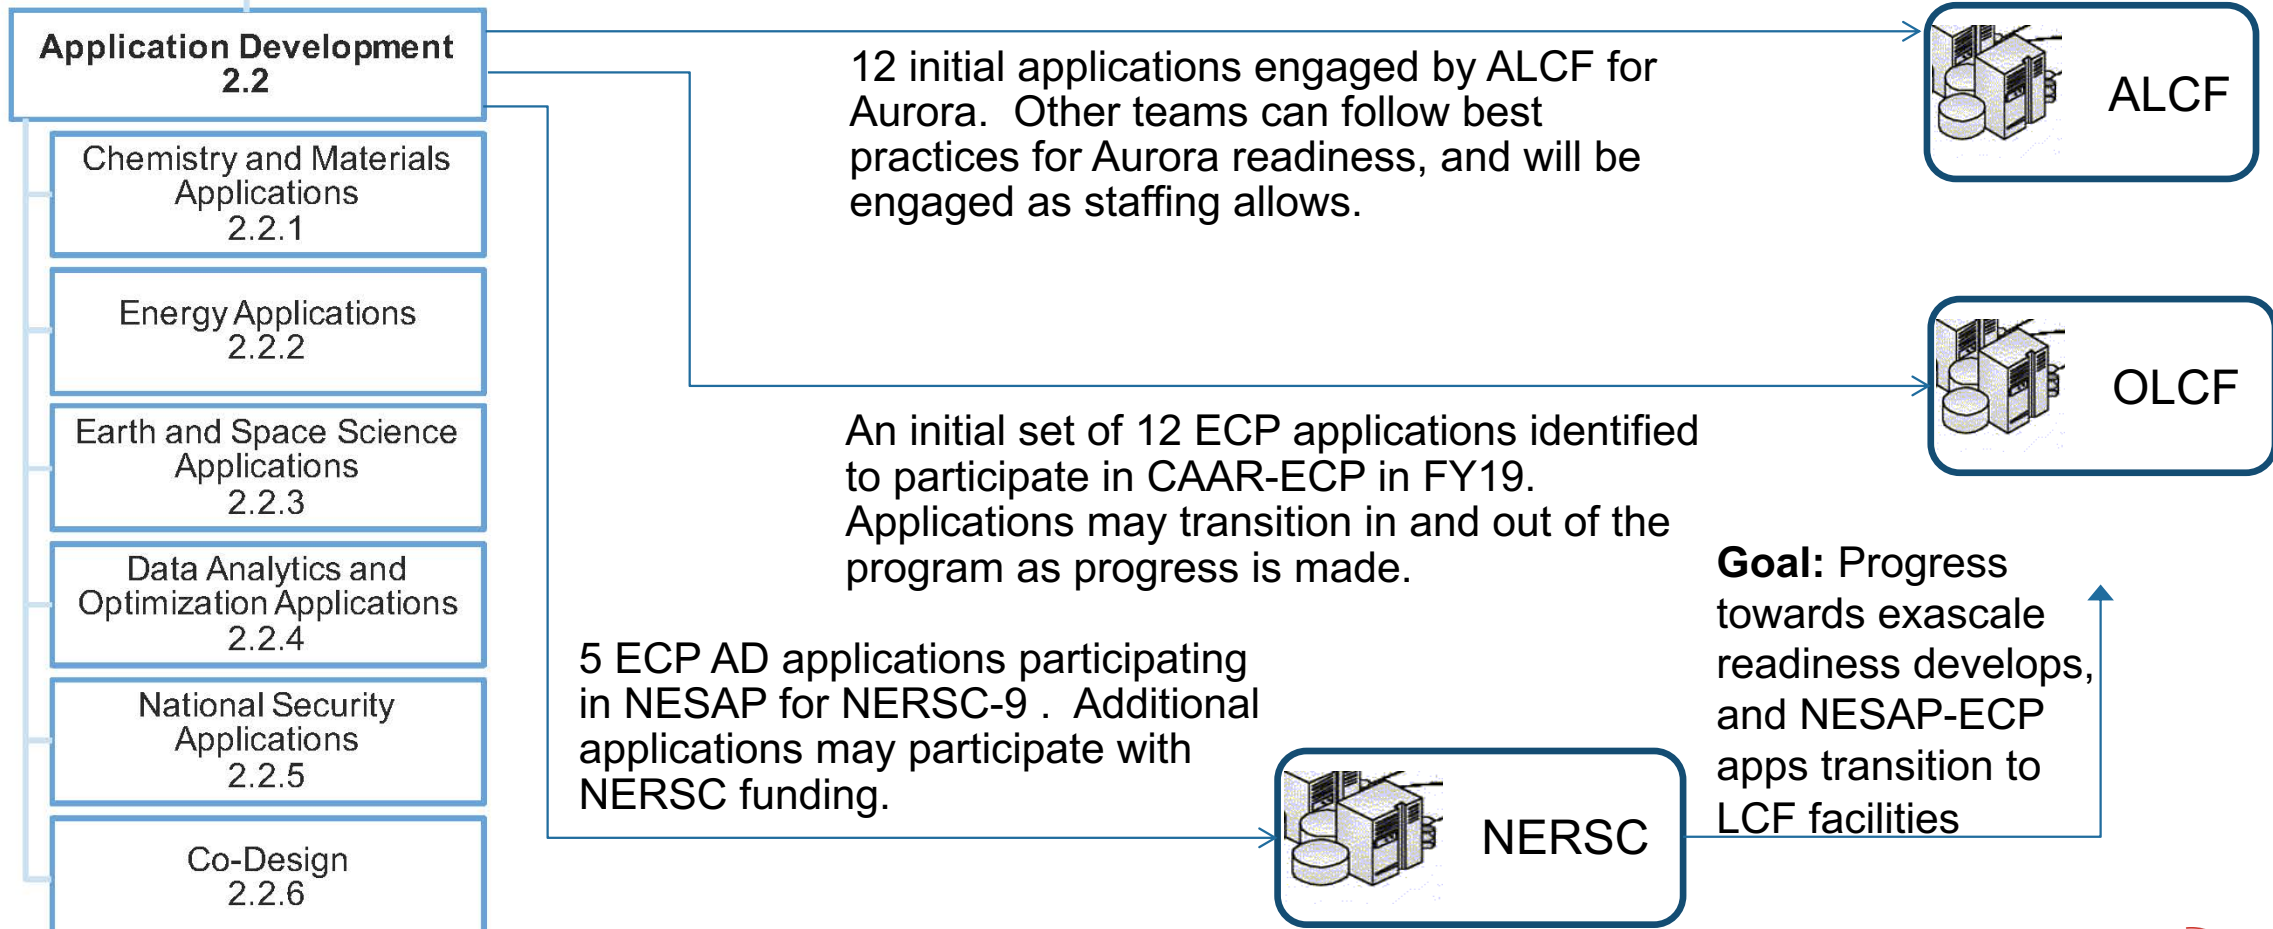 Application Development
2.2
Chemistry and Materials
Applications
2.2.1
Energy Applications
2.2.2
Earth and Space Science
Applications
2.2.3
Data Analytics and
Optimization Applications
2.2.4
National Security
Applications
2.2.5
Co-Design
2.2.6
12 initial applications engaged by ALCF for
Aurora.  Other teams can follow best
practices for Aurora readiness, and will be
engaged as staffing allows.
ALCF
An initial set of 12 ECP applications identified
to participate in CAAR-ECP in FY19.
Applications may transition in and out of the
program as progress is made.
OLCF
5 ECP AD applications participating
in NESAP for NERSC-9 .  Additional
applications may participate with
NERSC funding.
NERSC
Goal: Progress
towards exascale
readiness develops,
and NESAP-ECP
apps transition to
LCF facilities